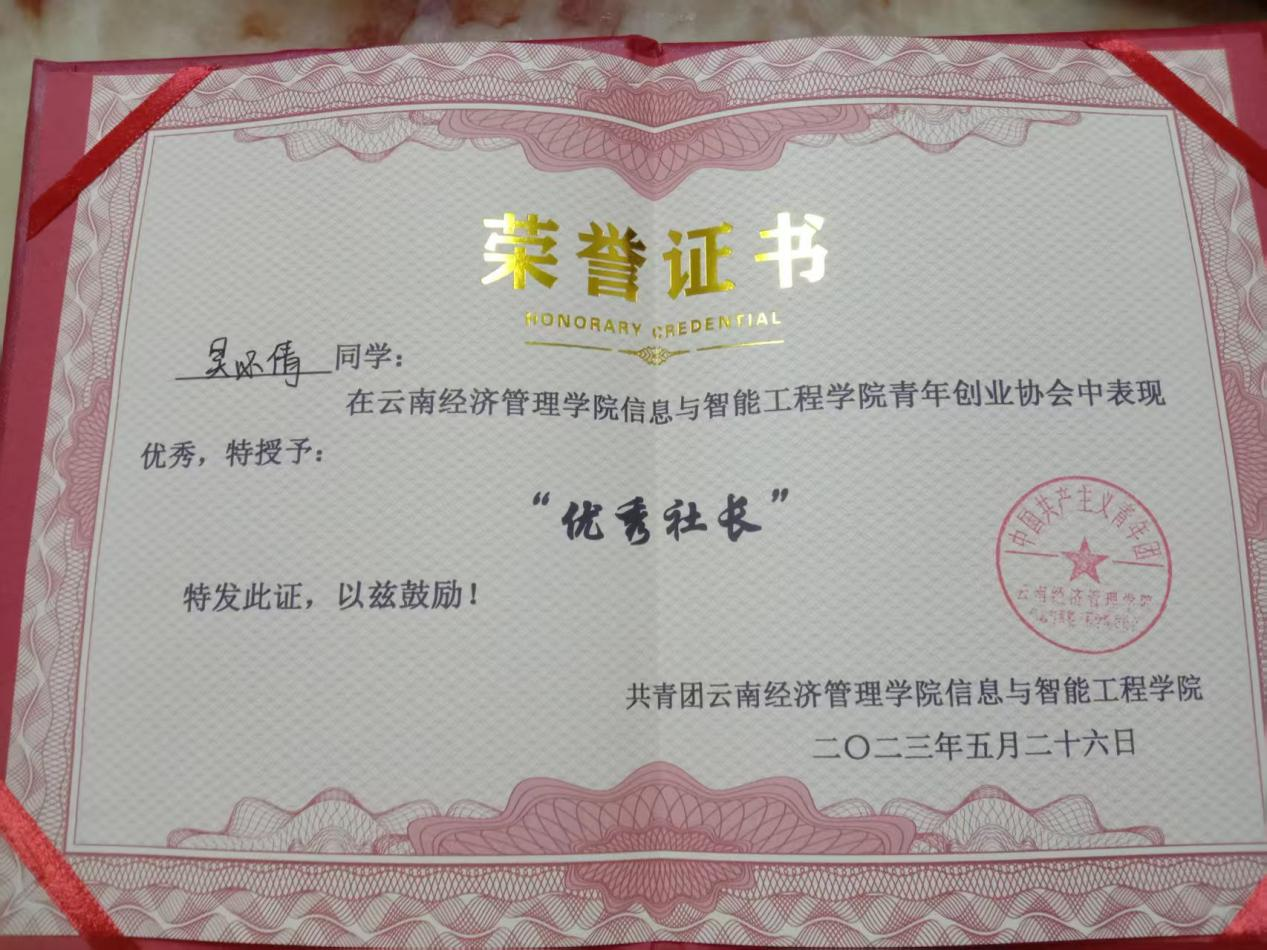 荣誉证书
HONORARY CREDENTIAL
吴怀倩 同学：
在云南经济管理学院信息与智能工程学院青年创业协会中表现
优秀，特授予：
“优秀社长”
特发此证，以兹鼓励！
中国共产主义青年团
云南经济管理学院
共青团云南经济管理学院信息与智能工程学院
二〇二三年五月二十六日